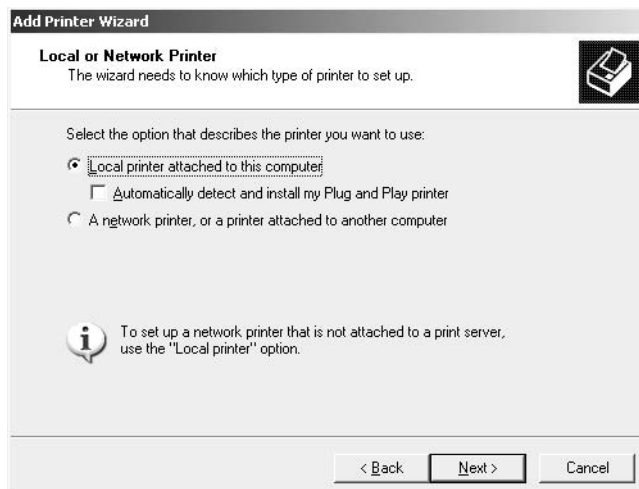 Add Printer Wizard
Local or Network Printer
The wizard needs to know which type of printer to set up.
Select the option that describes the printer you want to use:
Local printer attached to this computer
Automatically detect and install my Plug and Play printer
A network printer, or a printer attached to another computer
To set up a network printer that is not attached to a print server,
use the "Local printer" option.
< Back Next > Cancel